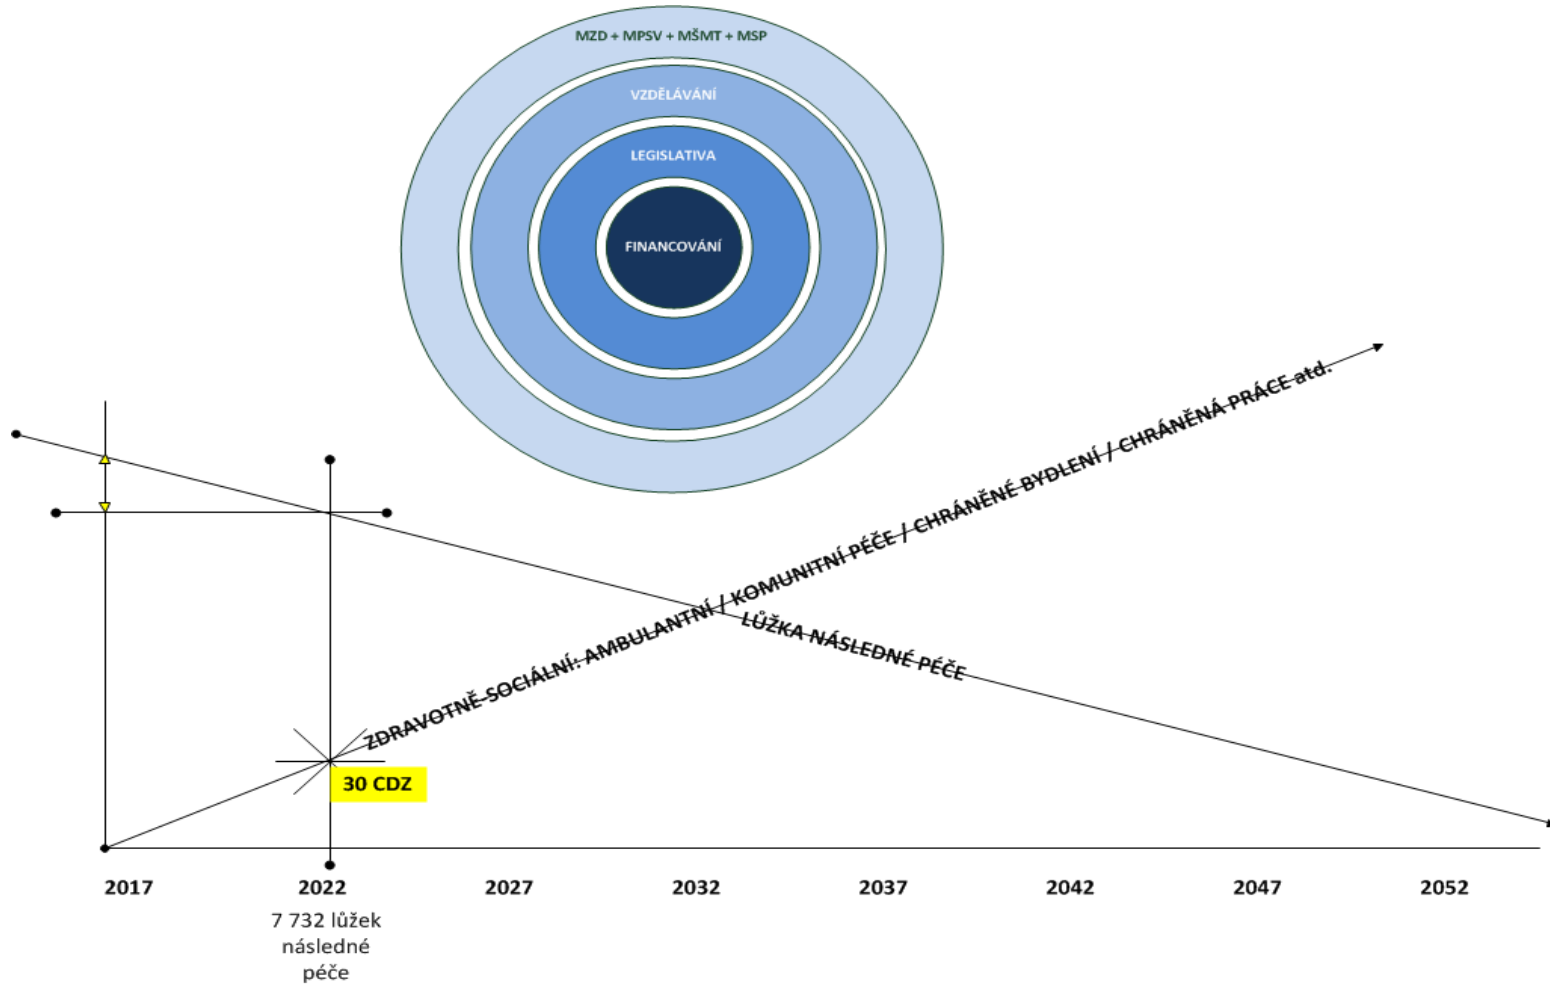 MZD + MPSV + MŠMT + MSP
VZDĚLÁVÁNÍ
LEGISLATIVA
FINANCOVÁNÍ
ZDRAVOTNĚ-SOCIÁLNÍ: AMBULANTNÍ / KOMUNITNÍ PÉČE / CHRÁNĚNÉ BYDLENÍ / CHRÁNĚNÁ PRÁCE atd.
LŮŽKA NÁSLEDNÉ PÉČE
30 CDZ
2017 2022 2027 2032 2037 2042 2047 2052
7 732 lůžek
následné
péče